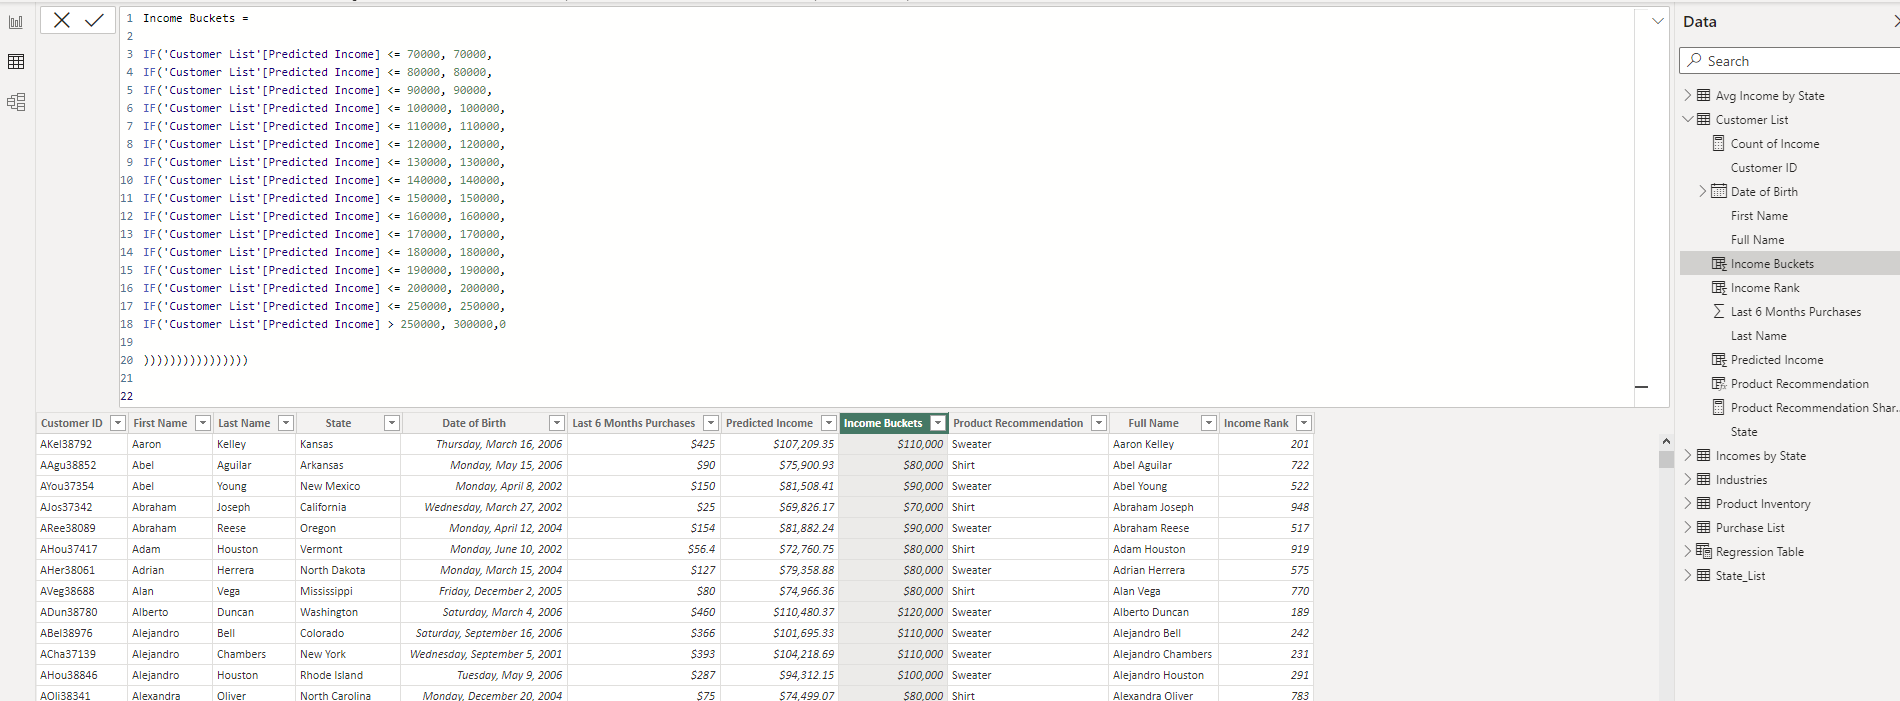 1 Income Buckets =
2
3 IF('Customer List'[Predicted Income] <= 70000, 70000,
4 IF('Customer List'[Predicted Income] <= 80000, 80000,
5 IF('Customer List'[Predicted Income] <= 90000, 90000,
6 IF('Customer List'[Predicted Income] <= 100000, 100000,
7 IF('Customer List'[Predicted Income] <= 110000, 110000,
8 IF('Customer List'[Predicted Income] <= 120000, 120000,
9 IF('Customer List'[Predicted Income] <= 130000, 130000,
10 IF('Customer List'[Predicted Income] <= 140000, 140000,
11 IF('Customer List'[Predicted Income] <= 150000, 150000,
12 IF('Customer List'[Predicted Income] <= 160000, 160000,
13 IF('Customer List'[Predicted Income] <= 170000, 170000,
14 IF('Customer List'[Predicted Income] <= 180000, 180000,
15 IF('Customer List'[Predicted Income] <= 190000, 190000,
16 IF('Customer List'[Predicted Income] <= 200000, 200000,
17 IF('Customer List'[Predicted Income] <= 250000, 250000,
18 IF('Customer List'[Predicted Income] > 250000, 300000,0
19
20 ))))))))))))))))
21
22
Customer ID First Name Last Name State Date of Birth Last 6 Months Purchases Predicted Income Income Buckets Product Recommendation Full Name Income Rank
AKel38792 Aaron Kelley Kansas Thursday, March 16, 2006 $425 $107,209.35 $110,000 Sweater Aaron Kelley 201
AAgu38852 Abel Aguilar Arkansas Monday, May 15, 2006 $90 $75,900.93 $80,000 Shirt Abel Aguilar 722
AYou37354 Abel Young New Mexico Monday, April 8, 2002 $150 $81,508.41 $90,000 Sweater Abel Young 522
AJos37342 Abraham Joseph California Wednesday, March 27, 2002 $25 $69,826.17 $70,000 Shirt Abraham Joseph 948
ARee38089 Abraham Reese Oregon Monday, April 12, 2004 $154 $81,882.24 $90,000 Sweater Abraham Reese 517
AHou37417 Adam Houston Vermont Monday, June 10, 2002 $56.4 $72,760.75 $80,000 Shirt Adam Houston 919
AHer38061 Adrian Herrera North Dakota Monday, March 15, 2004 $127 $79,358.88 $80,000 Sweater Adrian Herrera 575
AVeg38688 Alan Vega Mississippi Friday, December 2, 2005 $80 $74,966.36 $80,000 Shirt Alan Vega 770
ADun38780 Alberto Duncan Washington Saturday, March 4, 2006 $460 $110,480.37 $120,000 Sweater Alberto Duncan 189
ABel38976 Alejandro Bell Colorado Saturday, September 16, 2006 $366 $101,695.33 $110,000 Sweater Alejandro Bell 242
ACha37139 Alejandro Chambers New York Wednesday, September 5, 2001 $393 $104,218.69 $110,000 Sweater Alejandro Chambers 231
AHou38846 Alejandro Houston Rhode Island Tuesday, May 9, 2006 $287 $94,312.15 $100,000 Sweater Alejandro Houston 291
AOli38341 Alexandra Oliver North Carolina Monday, December 20, 2004 $75 $74,499.07 $80,000 Shirt Alexandra Oliver 783
Data
Search
Avg Income by State
Customer List
Count of Income
Customer ID
Date of Birth
First Name
Full Name
Income Buckets
Income Rank
Last 6 Months Purchases
Last Name
Predicted Income
Product Recommendation
Product Recommendation Shar...
State
Incomes by State
Industries
Product Inventory
Purchase List
Regression Table
State_List